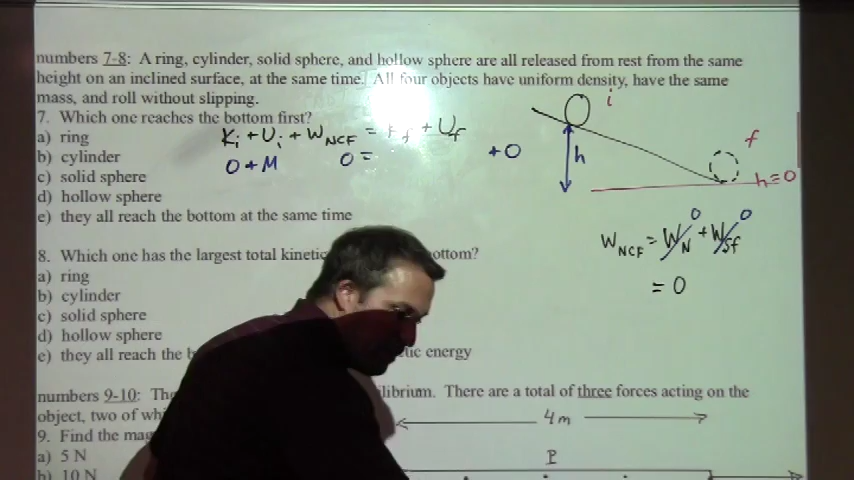 numbers 7-8: A ring, cylinder, solid sphere, and hollow sphere are all released from rest from the same
height on an inclined surface, at the same time. All four objects have uniform density, have the same
mass, and roll without slipping.
7. Which one reaches the bottom first?
a) ring
b) cylinder
c) solid sphere
d) hollow sphere
e) they all reach the bottom at the same time
Ki + Ui + WNCF = Kf + Uf
0 + M 0 = +0
i
f
h
h=0
WNCF = WN 0 + Wsf 0
= 0
8. Which one has the largest total ottom?
a) ring
b) cylinder
c) solid sphere
d) hollow sphere
e) they all reach the energy
numbers 9-10: librium. There are a total of three forces acting on the
object, two of
9. Find the
a) 5 N
b) 10 N
4m